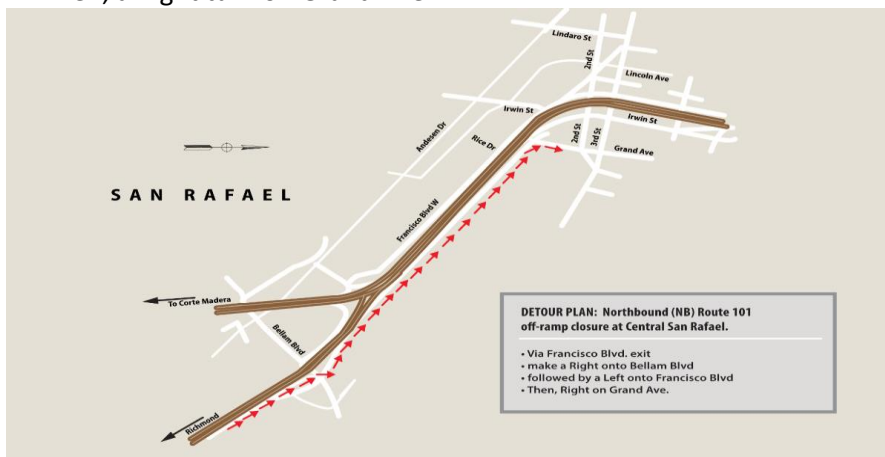 Lindaro St
2nd St
Lincoln Ave
Irwin St
Irwin St
Andesen Dr
Rice Dr
2nd St
3rd St
Grand Ave
SAN RAFAEL
Francisco Blvd W
To Corte Madera
Bellam Blvd
Richmond
DETOUR PLAN: Northbound (NB) Route 101
off-ramp closure at Central San Rafael.
• Via Francisco Blvd. exit
• make a Right onto Bellam Blvd
• followed by a Left onto Francisco Blvd
• Then, Right on Grand Ave.